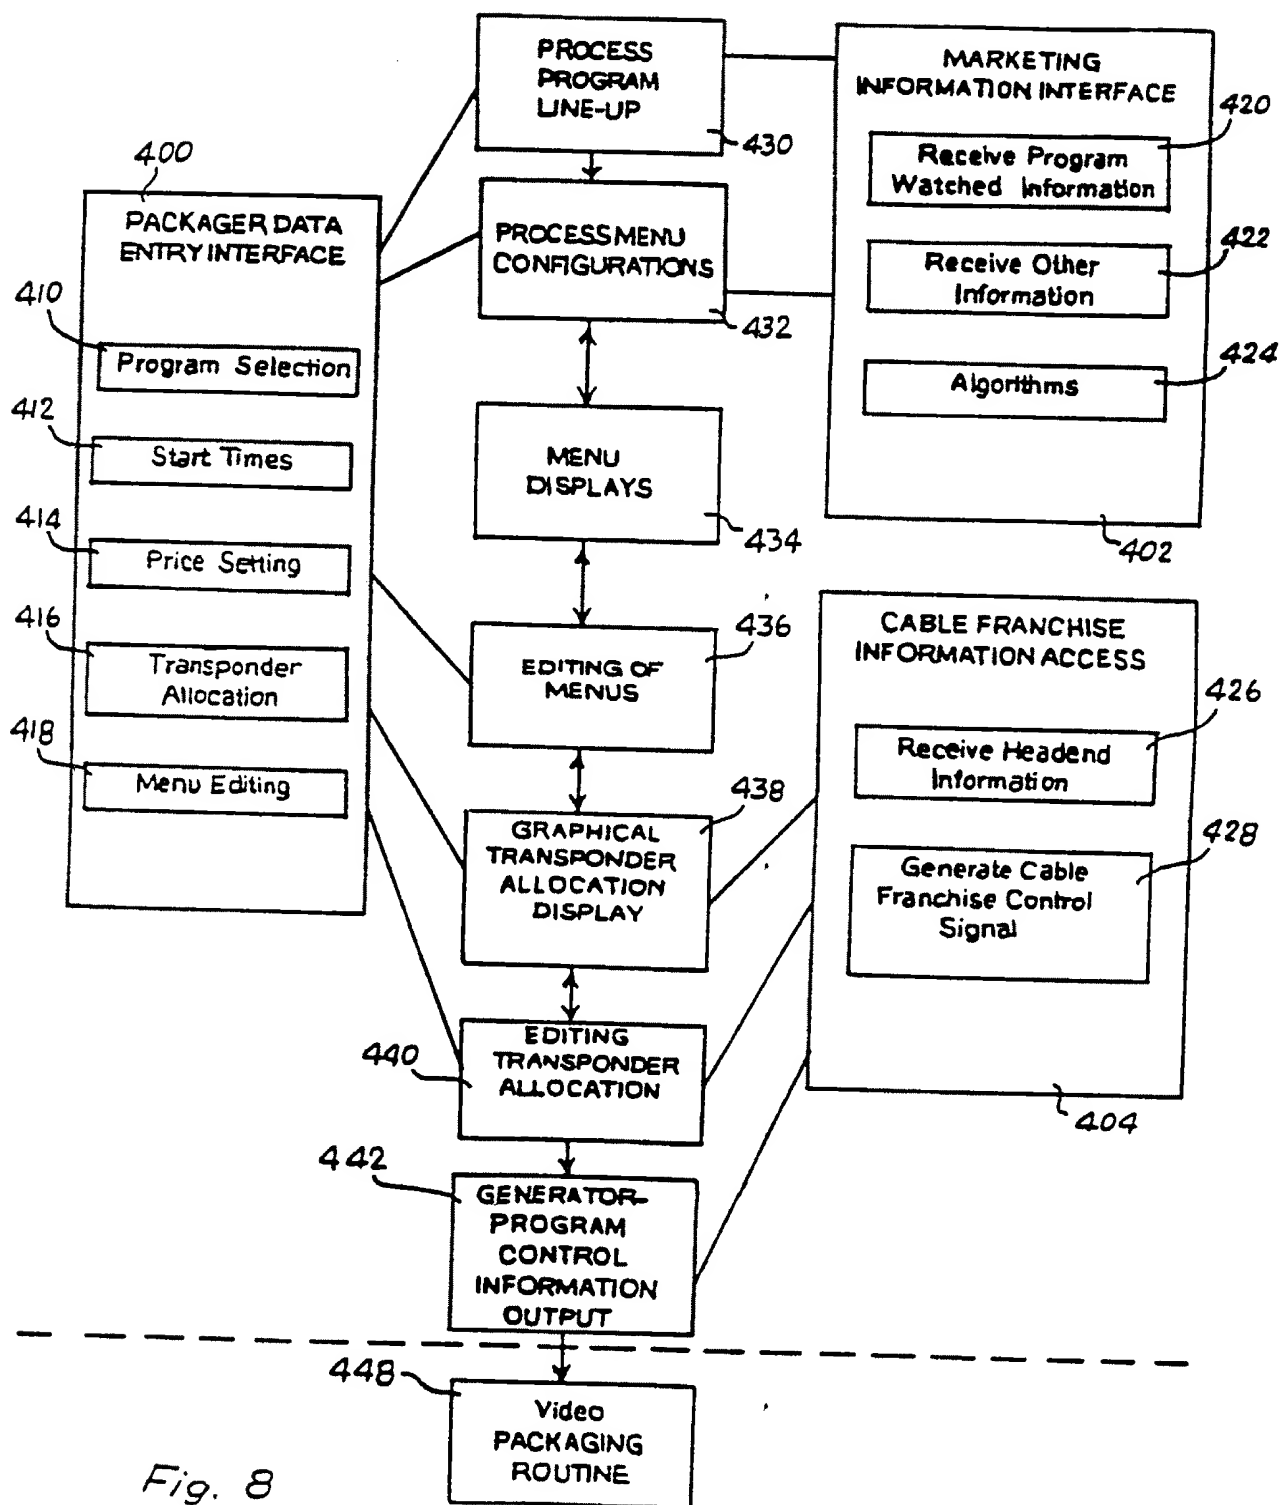 PROCESS
PROGRAM
LINE-UP
430
MARKETING
INFORMATION INTERFACE
420
Receive Program
Watched Information
422
Receive Other
Information
424
Algorithms
402
400
PACKAGER DATA
ENTRY INTERFACE
410
Program Selection
412
Start Times
414
Price Setting
416
Transponder
Allocation
418
Menu Editing
PROCESS MENU
CONFIGURATIONS
432
MENU
DISPLAYS
434
436
EDITING OF
MENUS
438
GRAPHICAL
TRANSPONDER
ALLOCATION
DISPLAY
CABLE FRANCHISE
INFORMATION ACCESS
426
Receive Headend
Information
428
Generate Cable
Franchise Control
Signal
404
440
EDITING
TRANSPONDER
ALLOCATION
442
GENERATOR-
PROGRAM
CONTROL
INFORMATION
OUTPUT
448
Video
PACKAGING
ROUTINE
Fig. 8